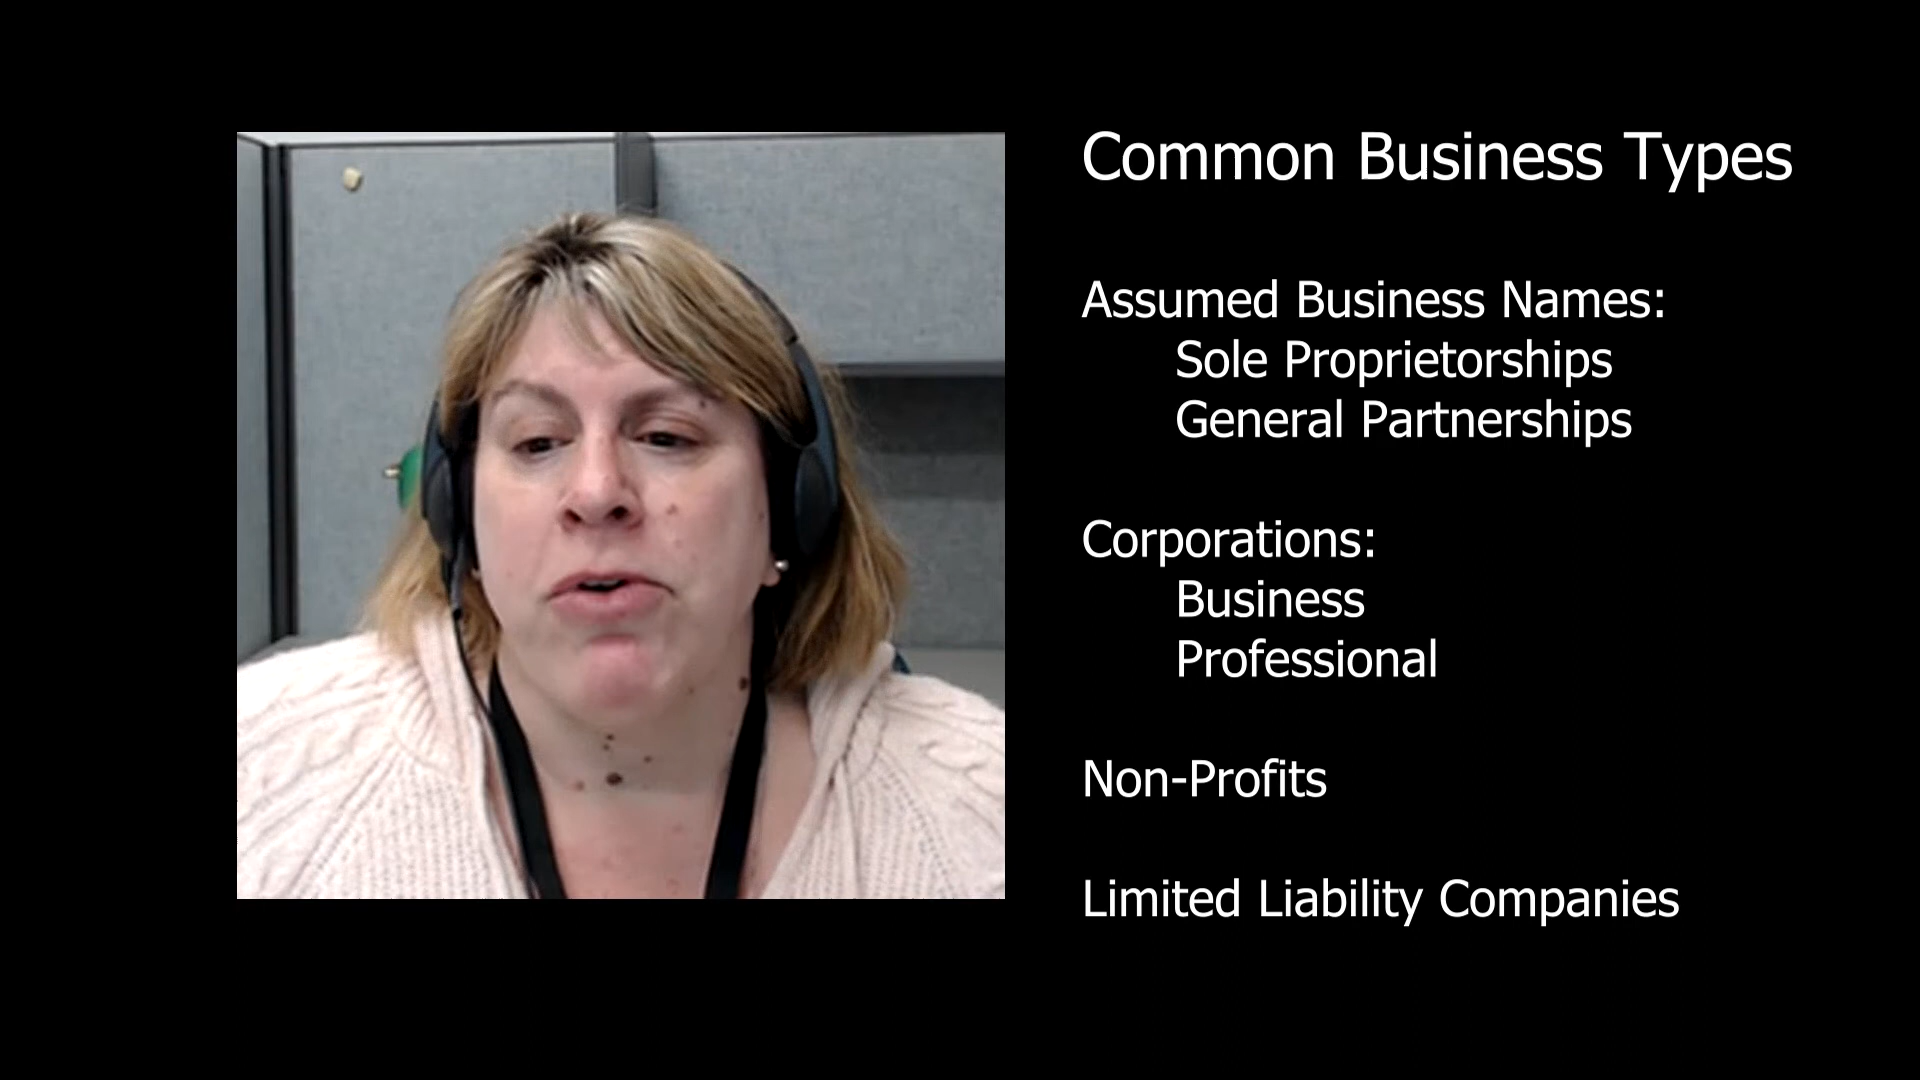 Common Business Types
Assumed Business Names:
Sole Proprietorships
General Partnerships
Corporations:
Business
Professional
Non-Profits
Limited Liability Companies